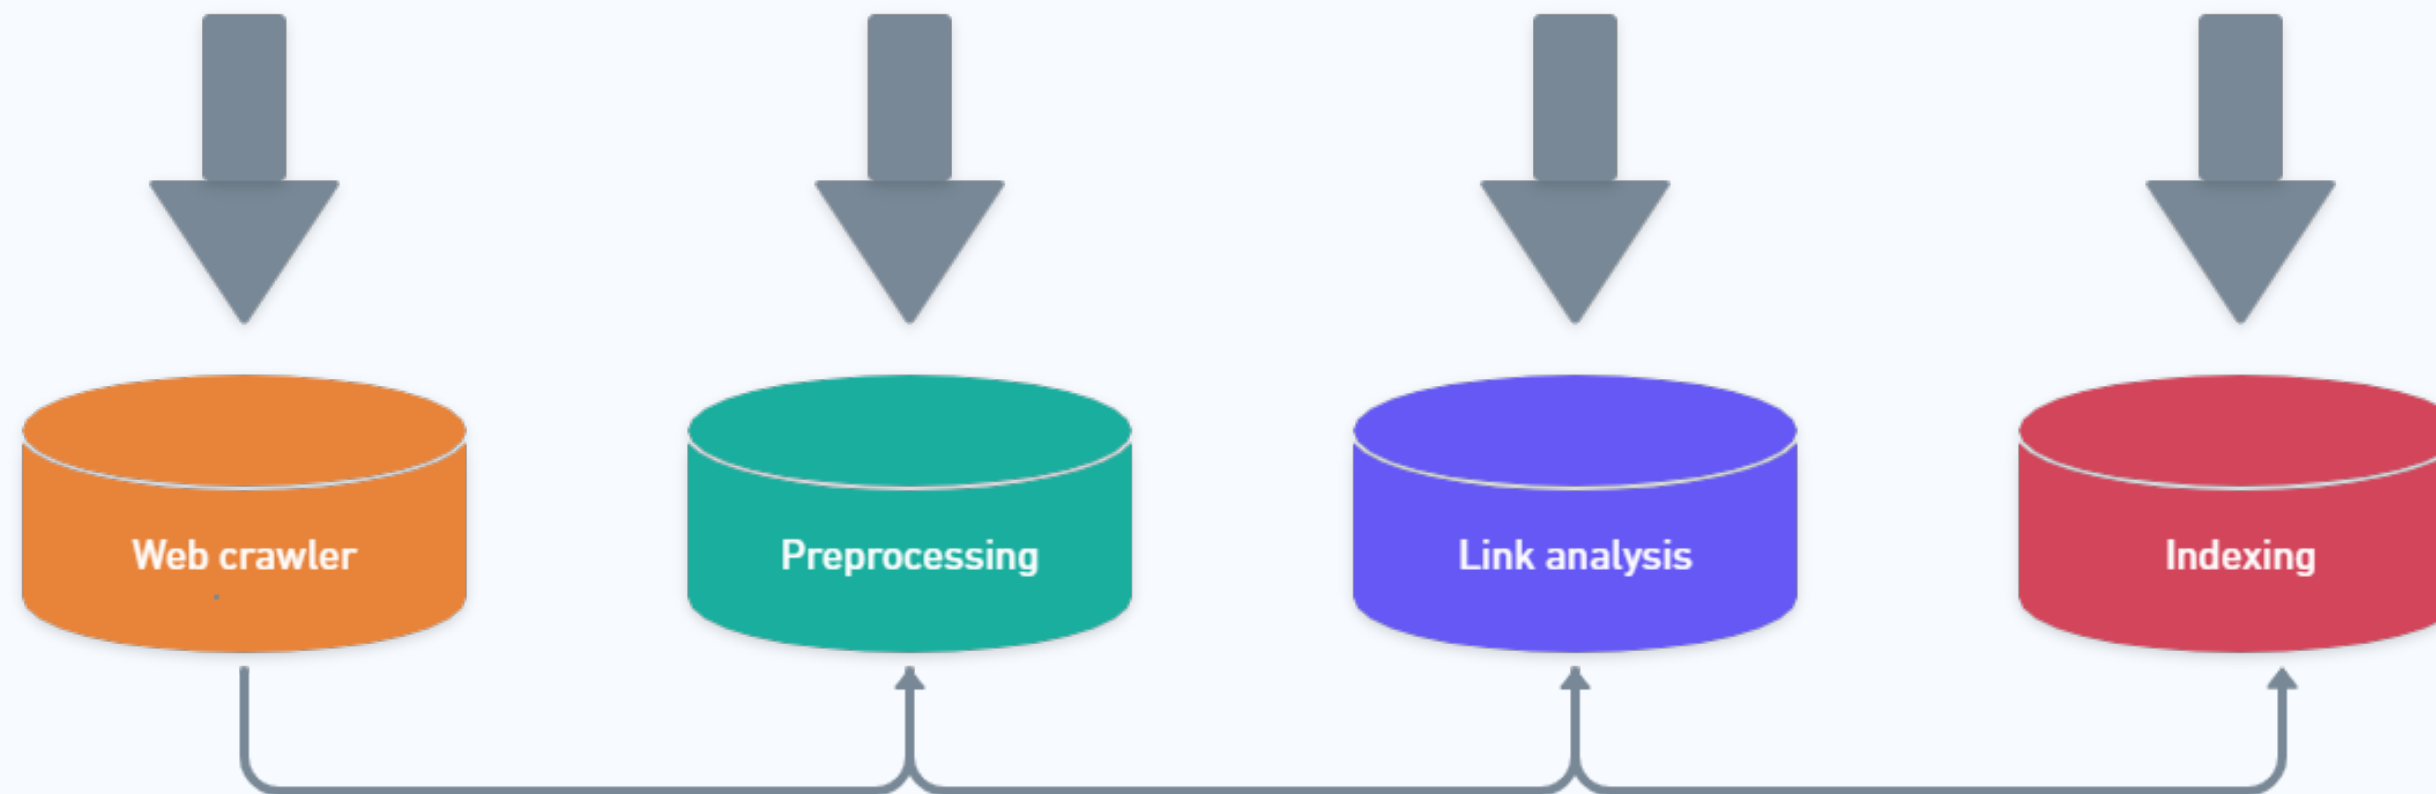 Web crawler
Preprocessing
Link analysis
Indexing